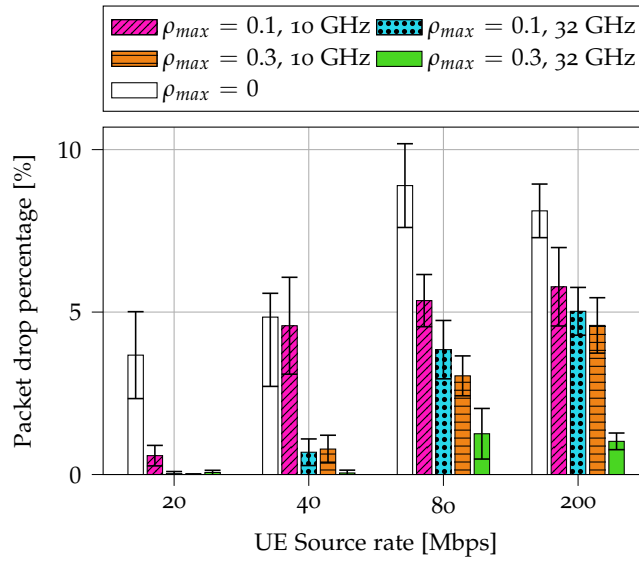 ρmax = 0.1, 10 GHz ρmax = 0.1, 32 GHz
ρmax = 0.3, 10 GHz ρmax = 0.3, 32 GHz
ρmax = 0
10
5
0
Packet drop percentage [%]
20 40 80 200
UE Source rate [Mbps]